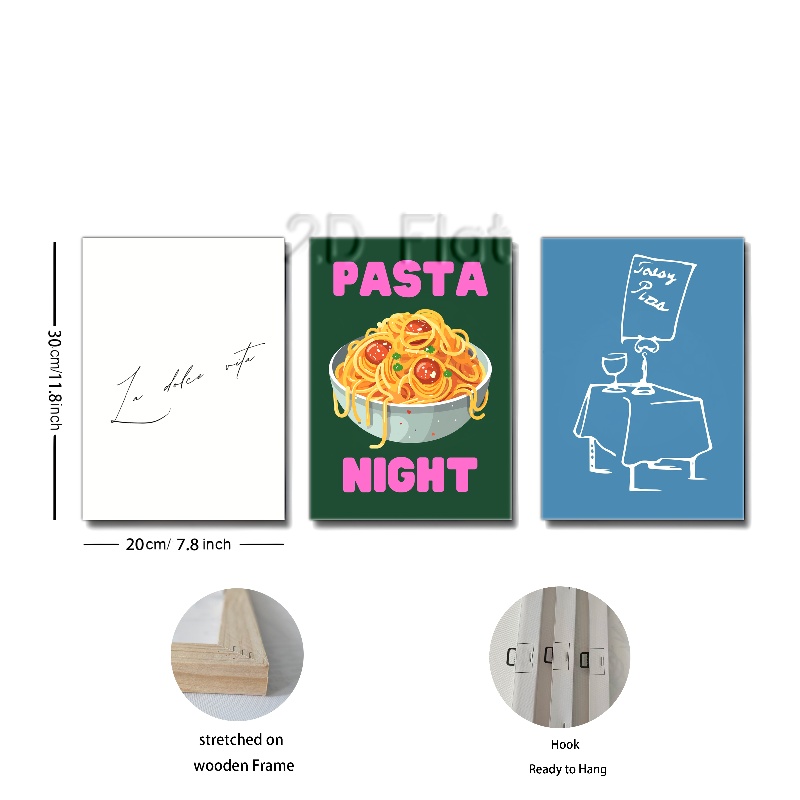 2D Flat
La dolce vita
PASTA
NIGHT
Tassy
Pizza
30cm/11.8inch
20cm/ 7.8 inch
stretched on
wooden Frame
Hook
Ready to Hang